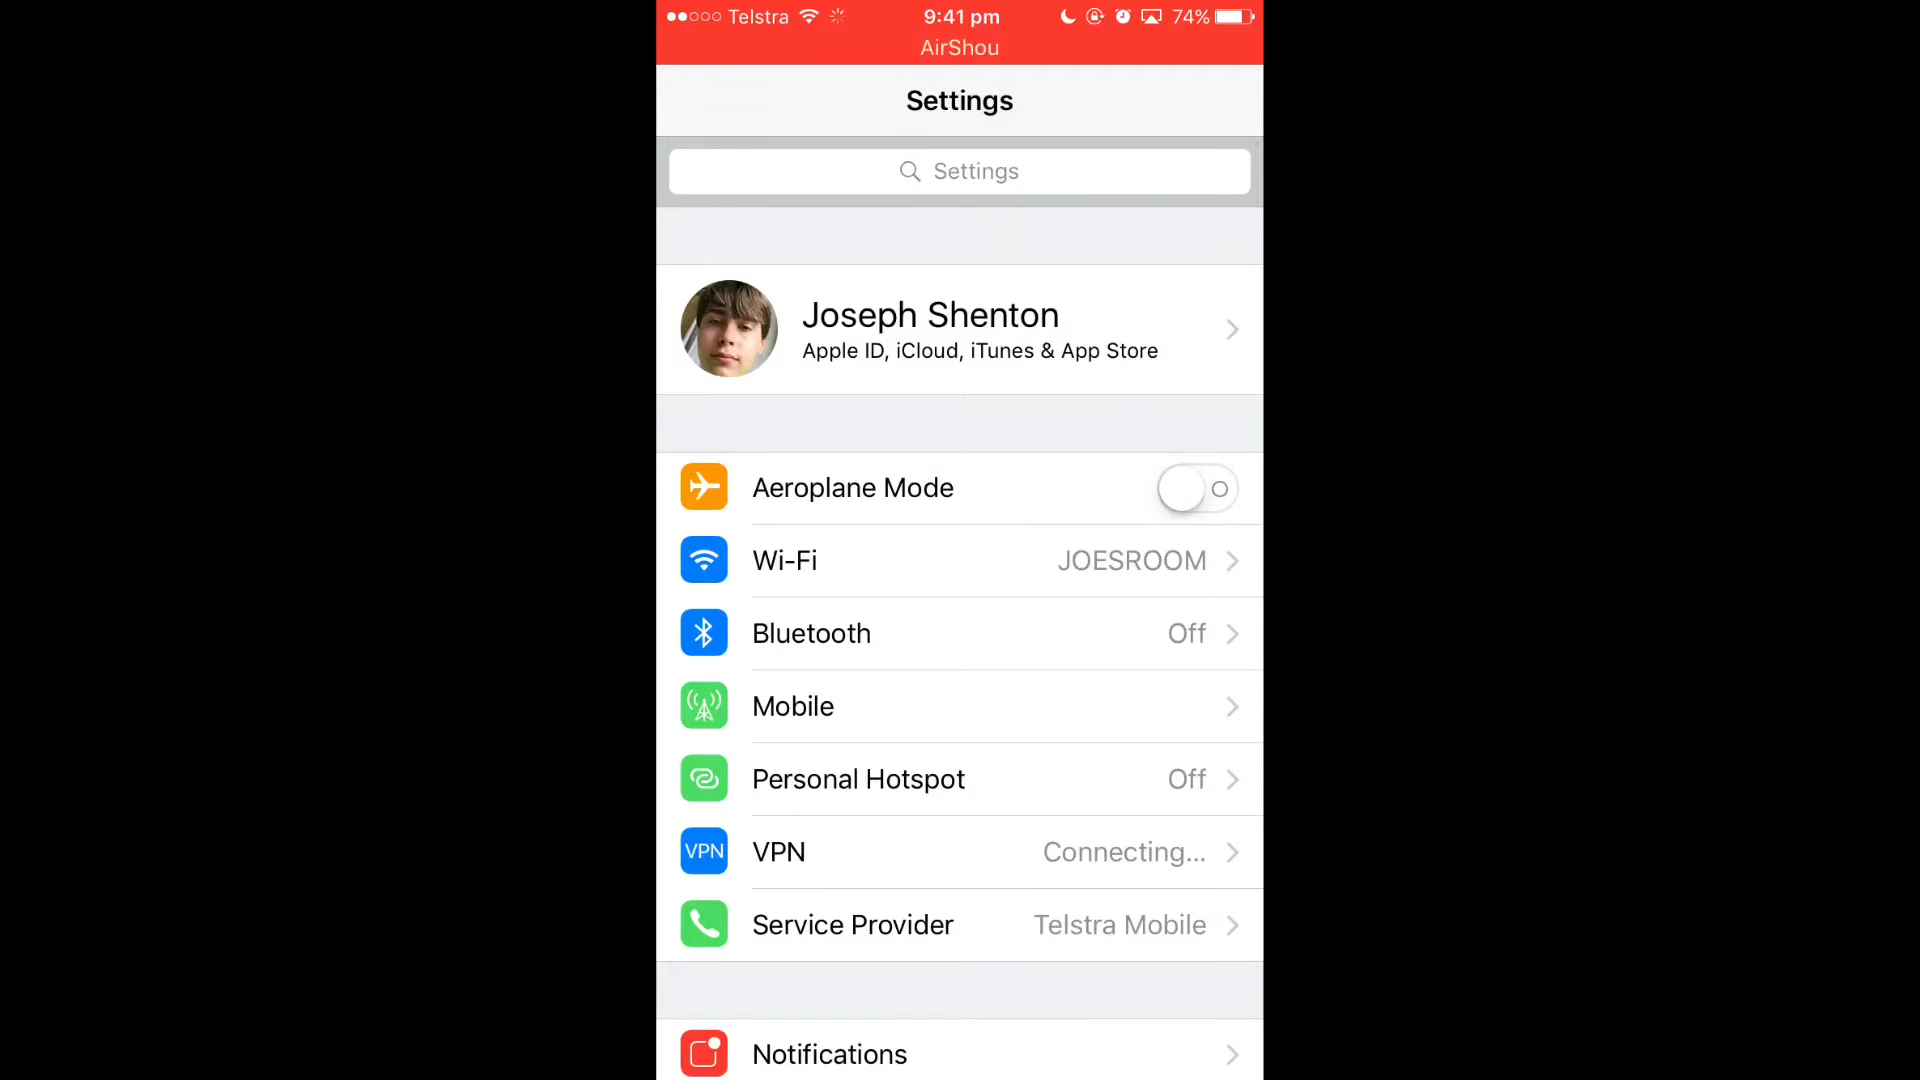 Telstra 9:41 pm 74%
AirShou
Settings
Settings
Joseph Shenton
Apple ID, iCloud, iTunes & App Store
Aeroplane Mode
Wi-Fi JOESROOM
Bluetooth Off
Mobile
Personal Hotspot Off
VPN VPN Connecting...
Service Provider Telstra Mobile
Notifications